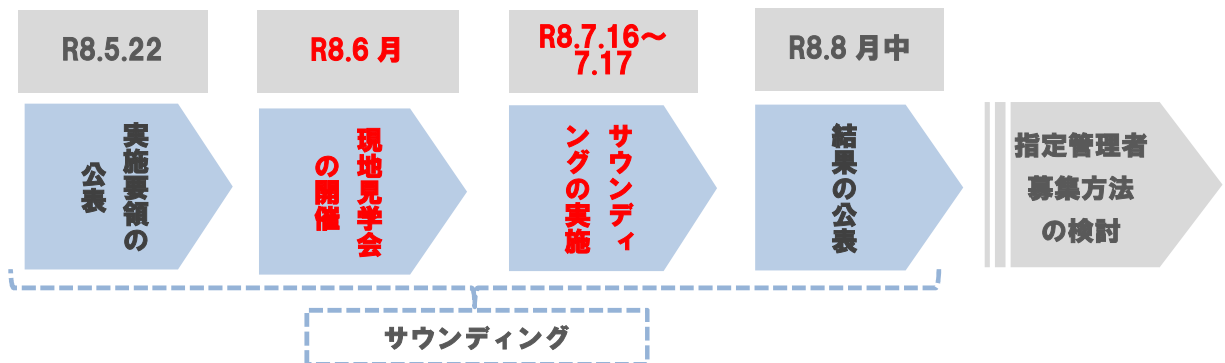 R8.5.22
R8.6 月
R8.7.16～
7.17
R8.8 月中
実施要領の
公表
現地見学会
の開催
サウンディ
ングの実施
結果の公表
指定管理者
募集方法
の検討
サウンディング